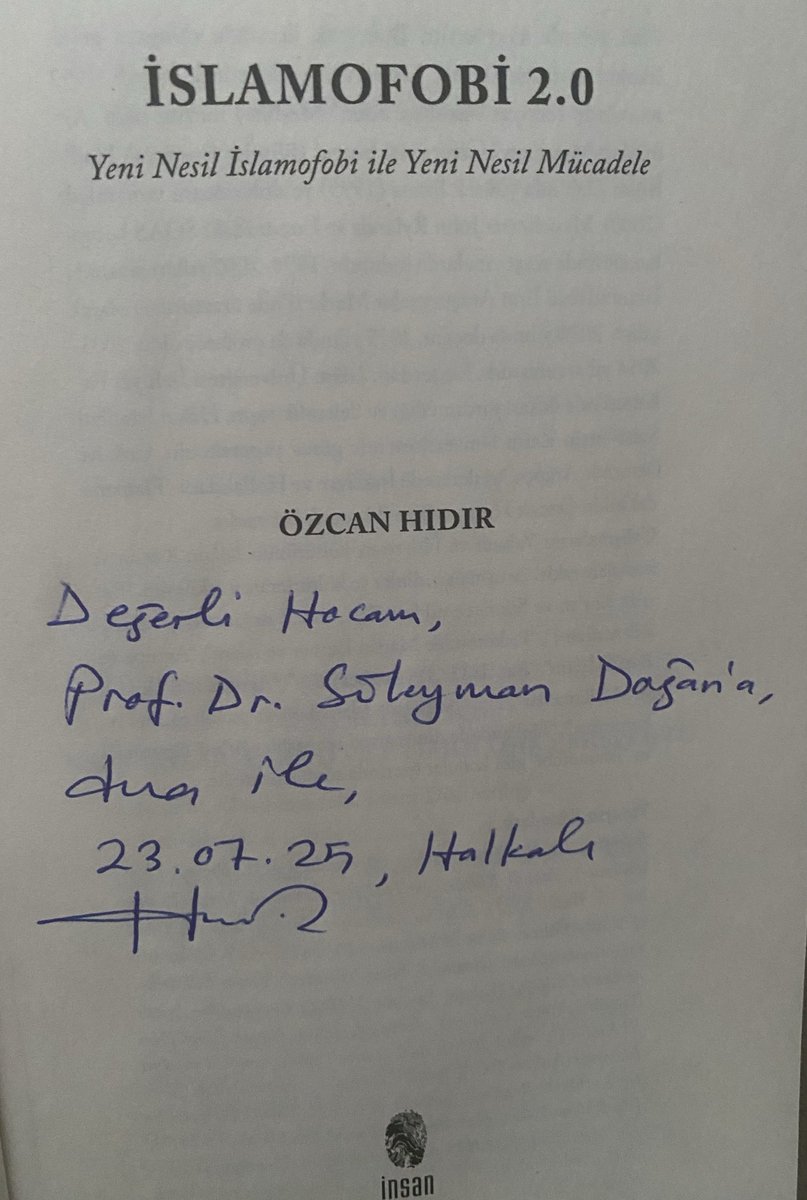 İSLAMOFOBİ 2.0
Yeni Nesil İslamofobi ile Yeni Nesil Mücadele
ÖZCAN HIDIR
Değerli Hocam,
Prof. Dr. Süleyman Doğan'a,
dua ile,
23.07.25, Halkalı
insan